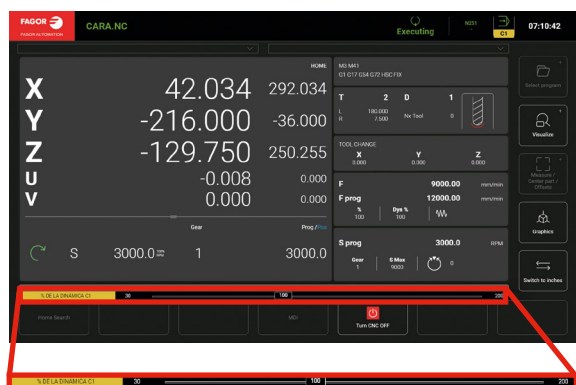 FAGOR
FAGOR AUTOMATION
CARA.NC
Executing
N251
C1
07:10:42
HOME
X 42.034 292.034
Y -216.000 -36.000
Z -129.750 250.255
U -0.008 0.000
V 0.000 0.000
Gear Prog /Pos
S 3000.0 1 3000.0
M3 M41
G1 G17 G54 G72 HSC FIX
T 2 D 1
L 180.000
R 7.500 Nx Tool 0
TOOL CHANGE
X Y Z
0.000 0.000 0.000
F 9000.00 mm/min
F prog 12000.00 mm/min
% Dyn %
100 100
S prog 3000.0 RPM
Gear S Max
1 9000 0
Select program
Visualize
Measure /
Center part /
Offsets
Graphics
Switch to inches
% DE LA DINÁMICA C1 30 100 200
Home Search
MDI
Turn CNC OFF
% DE LA DINÁMICA C1 30 100 200